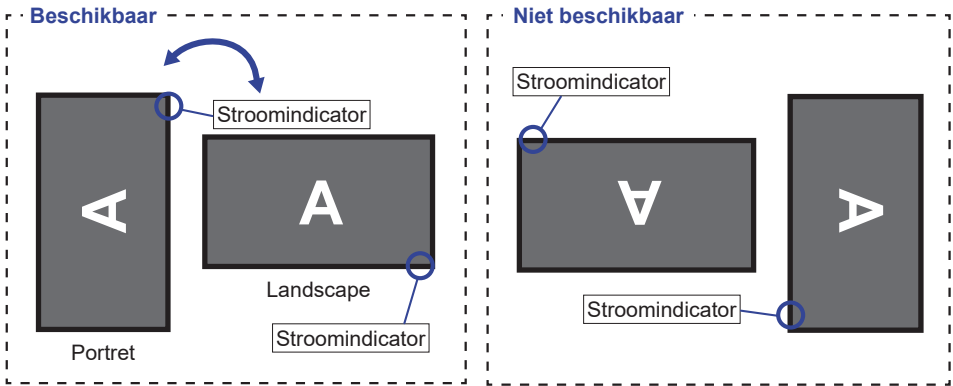 Beschikbaar
Stroomindicator
A
A
Landscape
Stroomindicator
Portret
Niet beschikbaar
Stroomindicator
A
A
Stroomindicator